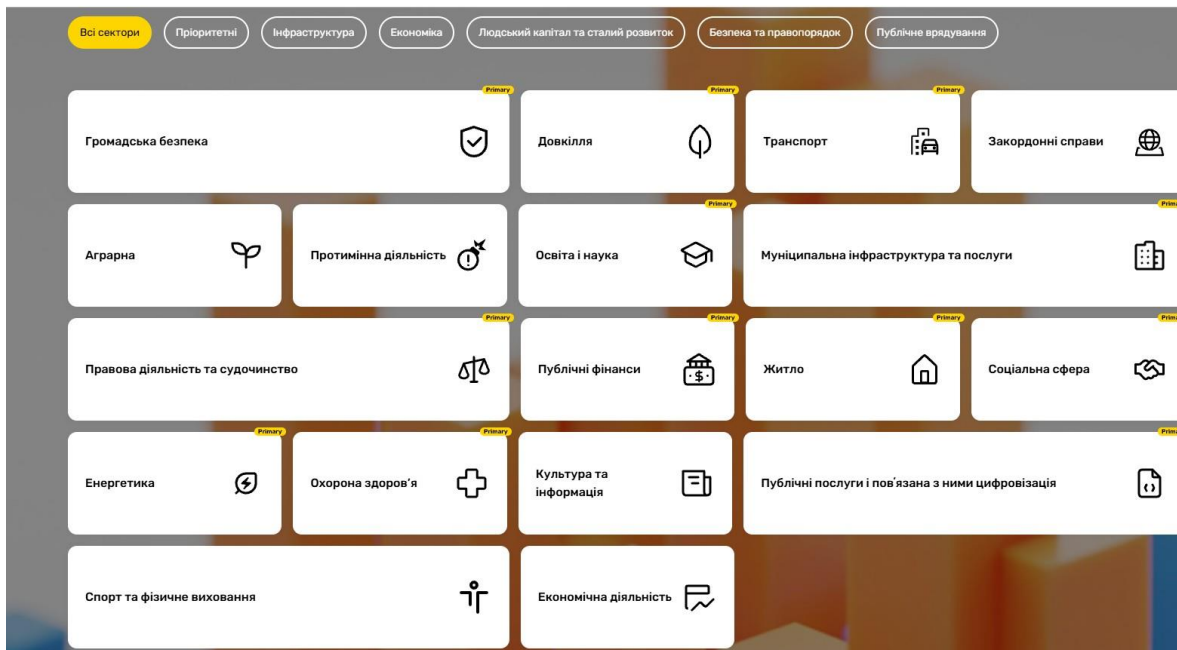 Всі сектори
Пріоритетні
Інфраструктура
Економіка
Людський капітал та сталий розвиток
Безпека та правопорядок
Публічне врядування
Primary
Громадська безпека
Primary
Довкілля
Primary
Транспорт
Закордонні справи
Аграрна
Протимінна діяльність
Primary
Освіта і наука
Prima
Муніципальна інфраструктура та послуги
Primary
Правова діяльність та судочинство
Primary
Публічні фінанси
Primary
Житло
Prima
Соціальна сфера
Primary
Енергетика
Primary
Охорона здоров’я
Культура та
інформація
Prima
Публічні послуги і пов'язана з ними цифровізація
Спорт та фізичне виховання
Економічна діяльність